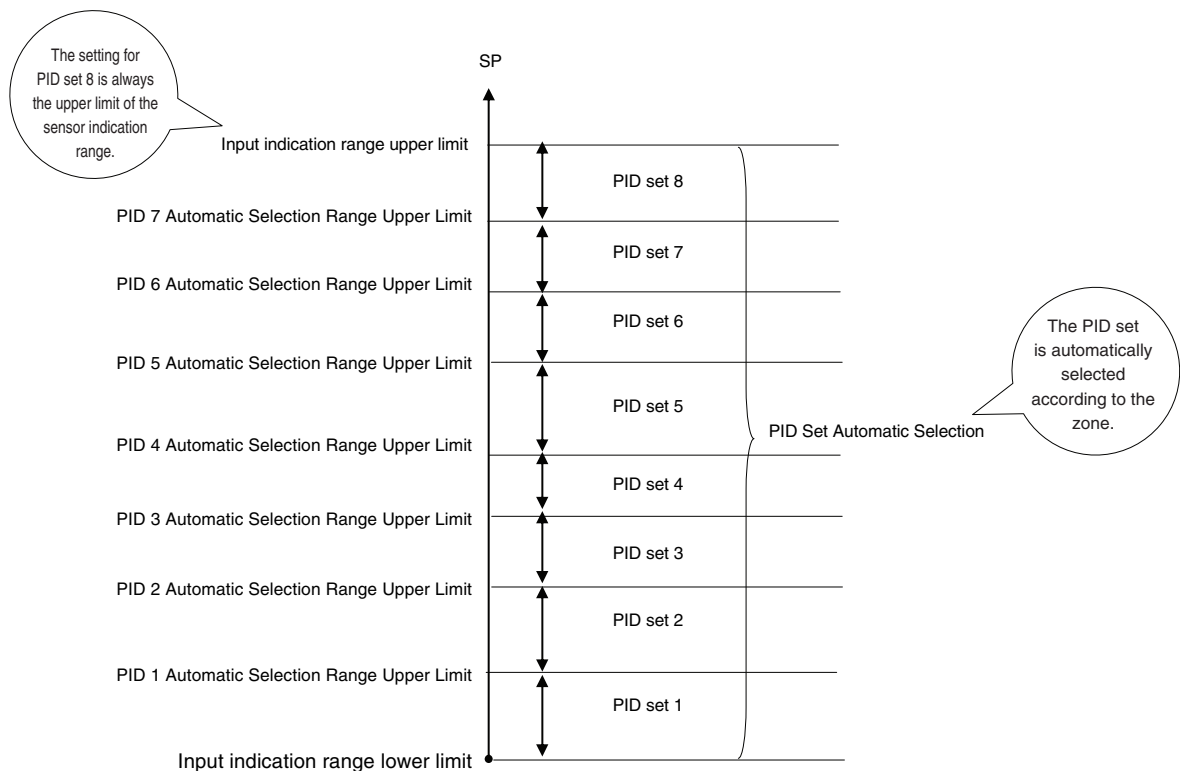 The setting for
PID set 8 is always
the upper limit of the
sensor indication
range.
SP
Input indication range upper limit
PID set 8
PID 7 Automatic Selection Range Upper Limit
PID set 7
PID 6 Automatic Selection Range Upper Limit
PID set 6
PID 5 Automatic Selection Range Upper Limit
PID set 5
PID 4 Automatic Selection Range Upper Limit
PID set 4
PID 3 Automatic Selection Range Upper Limit
PID set 3
PID 2 Automatic Selection Range Upper Limit
PID set 2
PID 1 Automatic Selection Range Upper Limit
PID set 1
Input indication range lower limit
PID Set Automatic Selection
The PID set
is automatically
selected
according to the
zone.